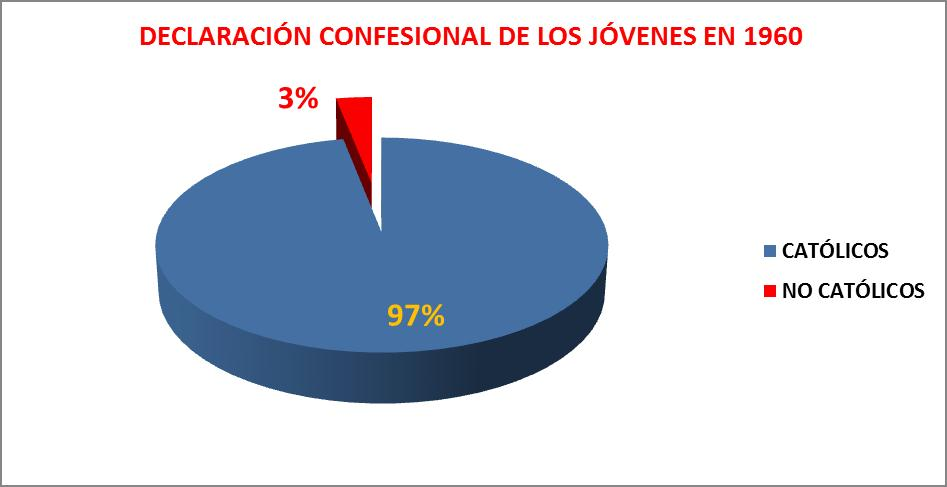 DECLARACIÓN CONFESIONAL DE LOS JÓVENES EN 1960
3%
97%
CATÓLICOS
NO CATÓLICOS